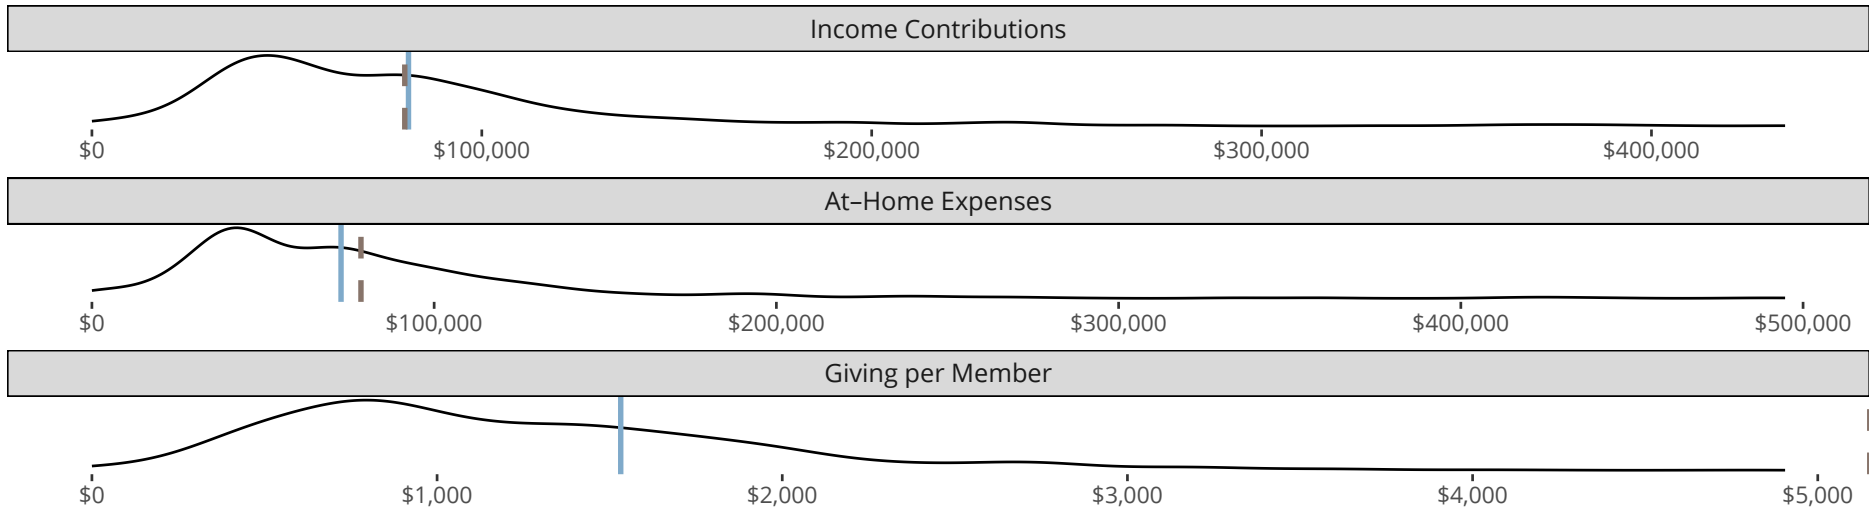 Income Contributions
$0 $100,000 $200,000 $300,000 $400,000
At–Home Expenses
$0 $100,000 $200,000 $300,000 $400,000 $500,000
Giving per Member
$0 $1,000 $2,000 $3,000 $4,000 $5,000